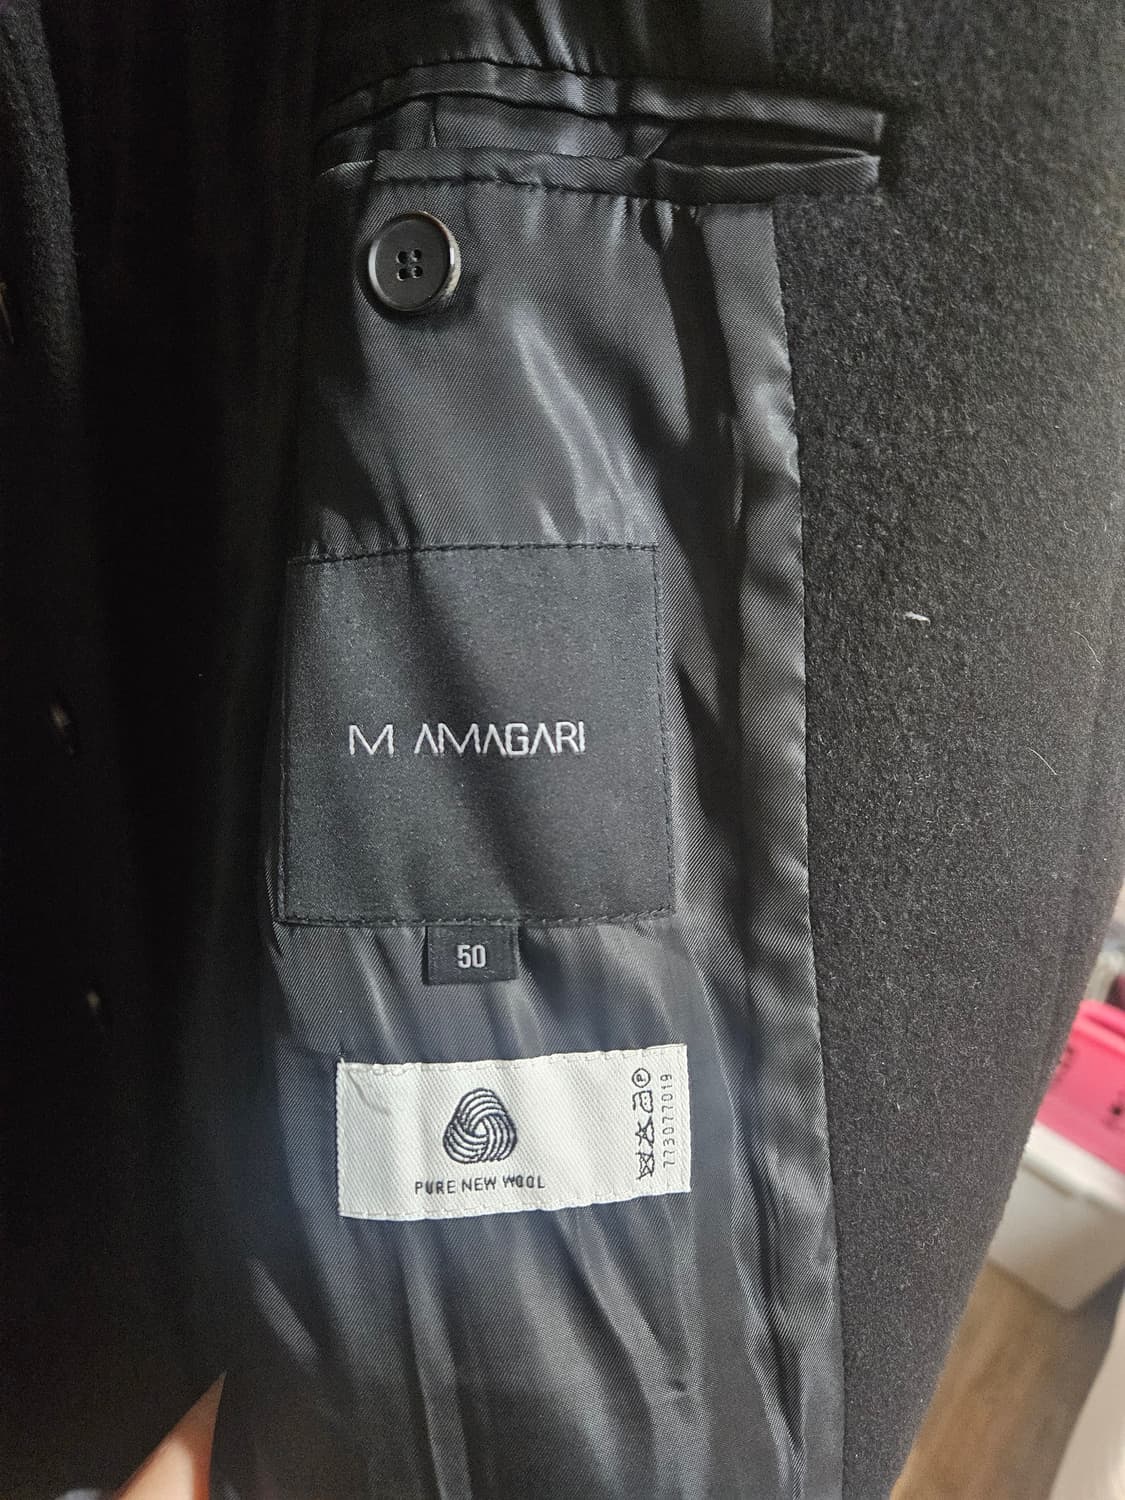 M AMAGARI
50
PURE NEW WOOL
P
773077019